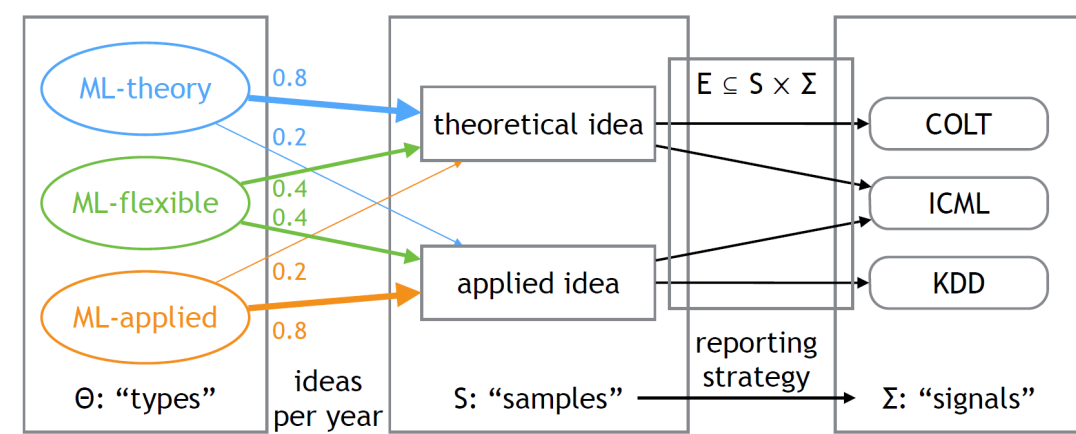 ML-theory
0.8
0.2
ML-flexible
0.4
0.4
ML-applied
0.2
0.8
Θ: “types”
ideas
per year
theoretical idea
applied idea
S: “samples”
E ⊆ S × Σ
reporting
strategy
COLT
ICML
KDD
Σ: “signals”